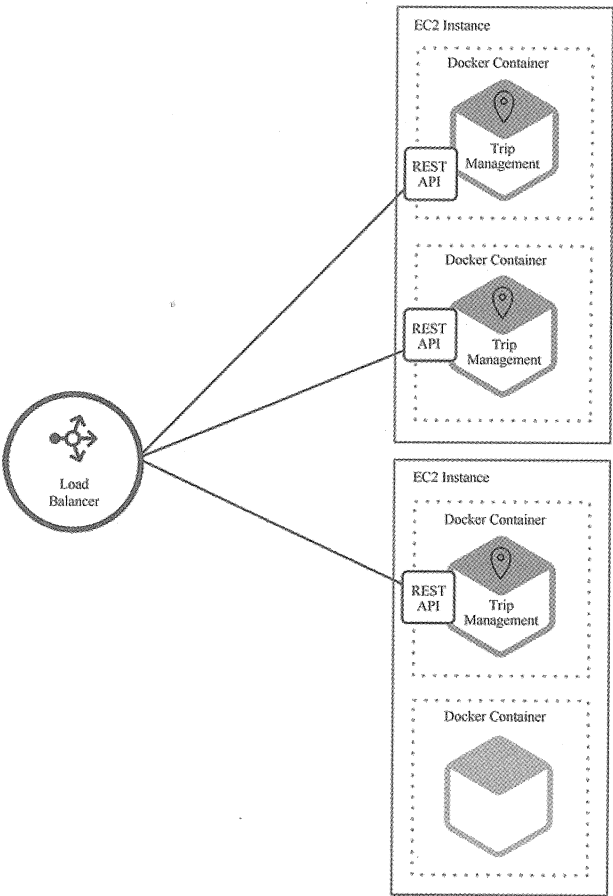 EC2 Instance
Docker Container
Trip
Management
REST
API
Docker Container
REST
API
Trip
Management
Load
Balancer
EC2 Instance
Docker Container
REST
API
Trip
Management
Docker Container